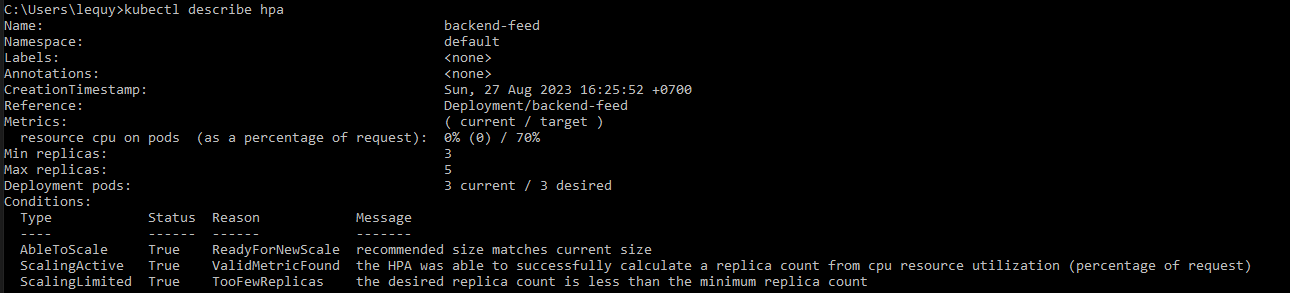 C:\Users\lequy>kubectl describe hpa
Name:                                                  backend-feed
Namespace:                                             default
Labels:                                                <none>
Annotations:                                           <none>
CreationTimestamp:                                     Sun, 27 Aug 2023 16:25:52 +0700
Reference:                                             Deployment/backend-feed
Metrics:                                               ( current / target )
  resource cpu on pods  (as a percentage of request):  0% (0) / 70%
Min replicas:                                          3
Max replicas:                                          5
Deployment pods:                                       3 current / 3 desired
Conditions:
  Type            Status  Reason            Message
  ----            ------  ------            -------
  AbleToScale     True    ReadyForNewScale  recommended size matches current size
  ScalingActive   True    ValidMetricFound  the HPA was able to successfully calculate a replica count from cpu resource utilization (percentage of request)
  ScalingLimited  True    TooFewReplicas    the desired replica count is less than the minimum replica count